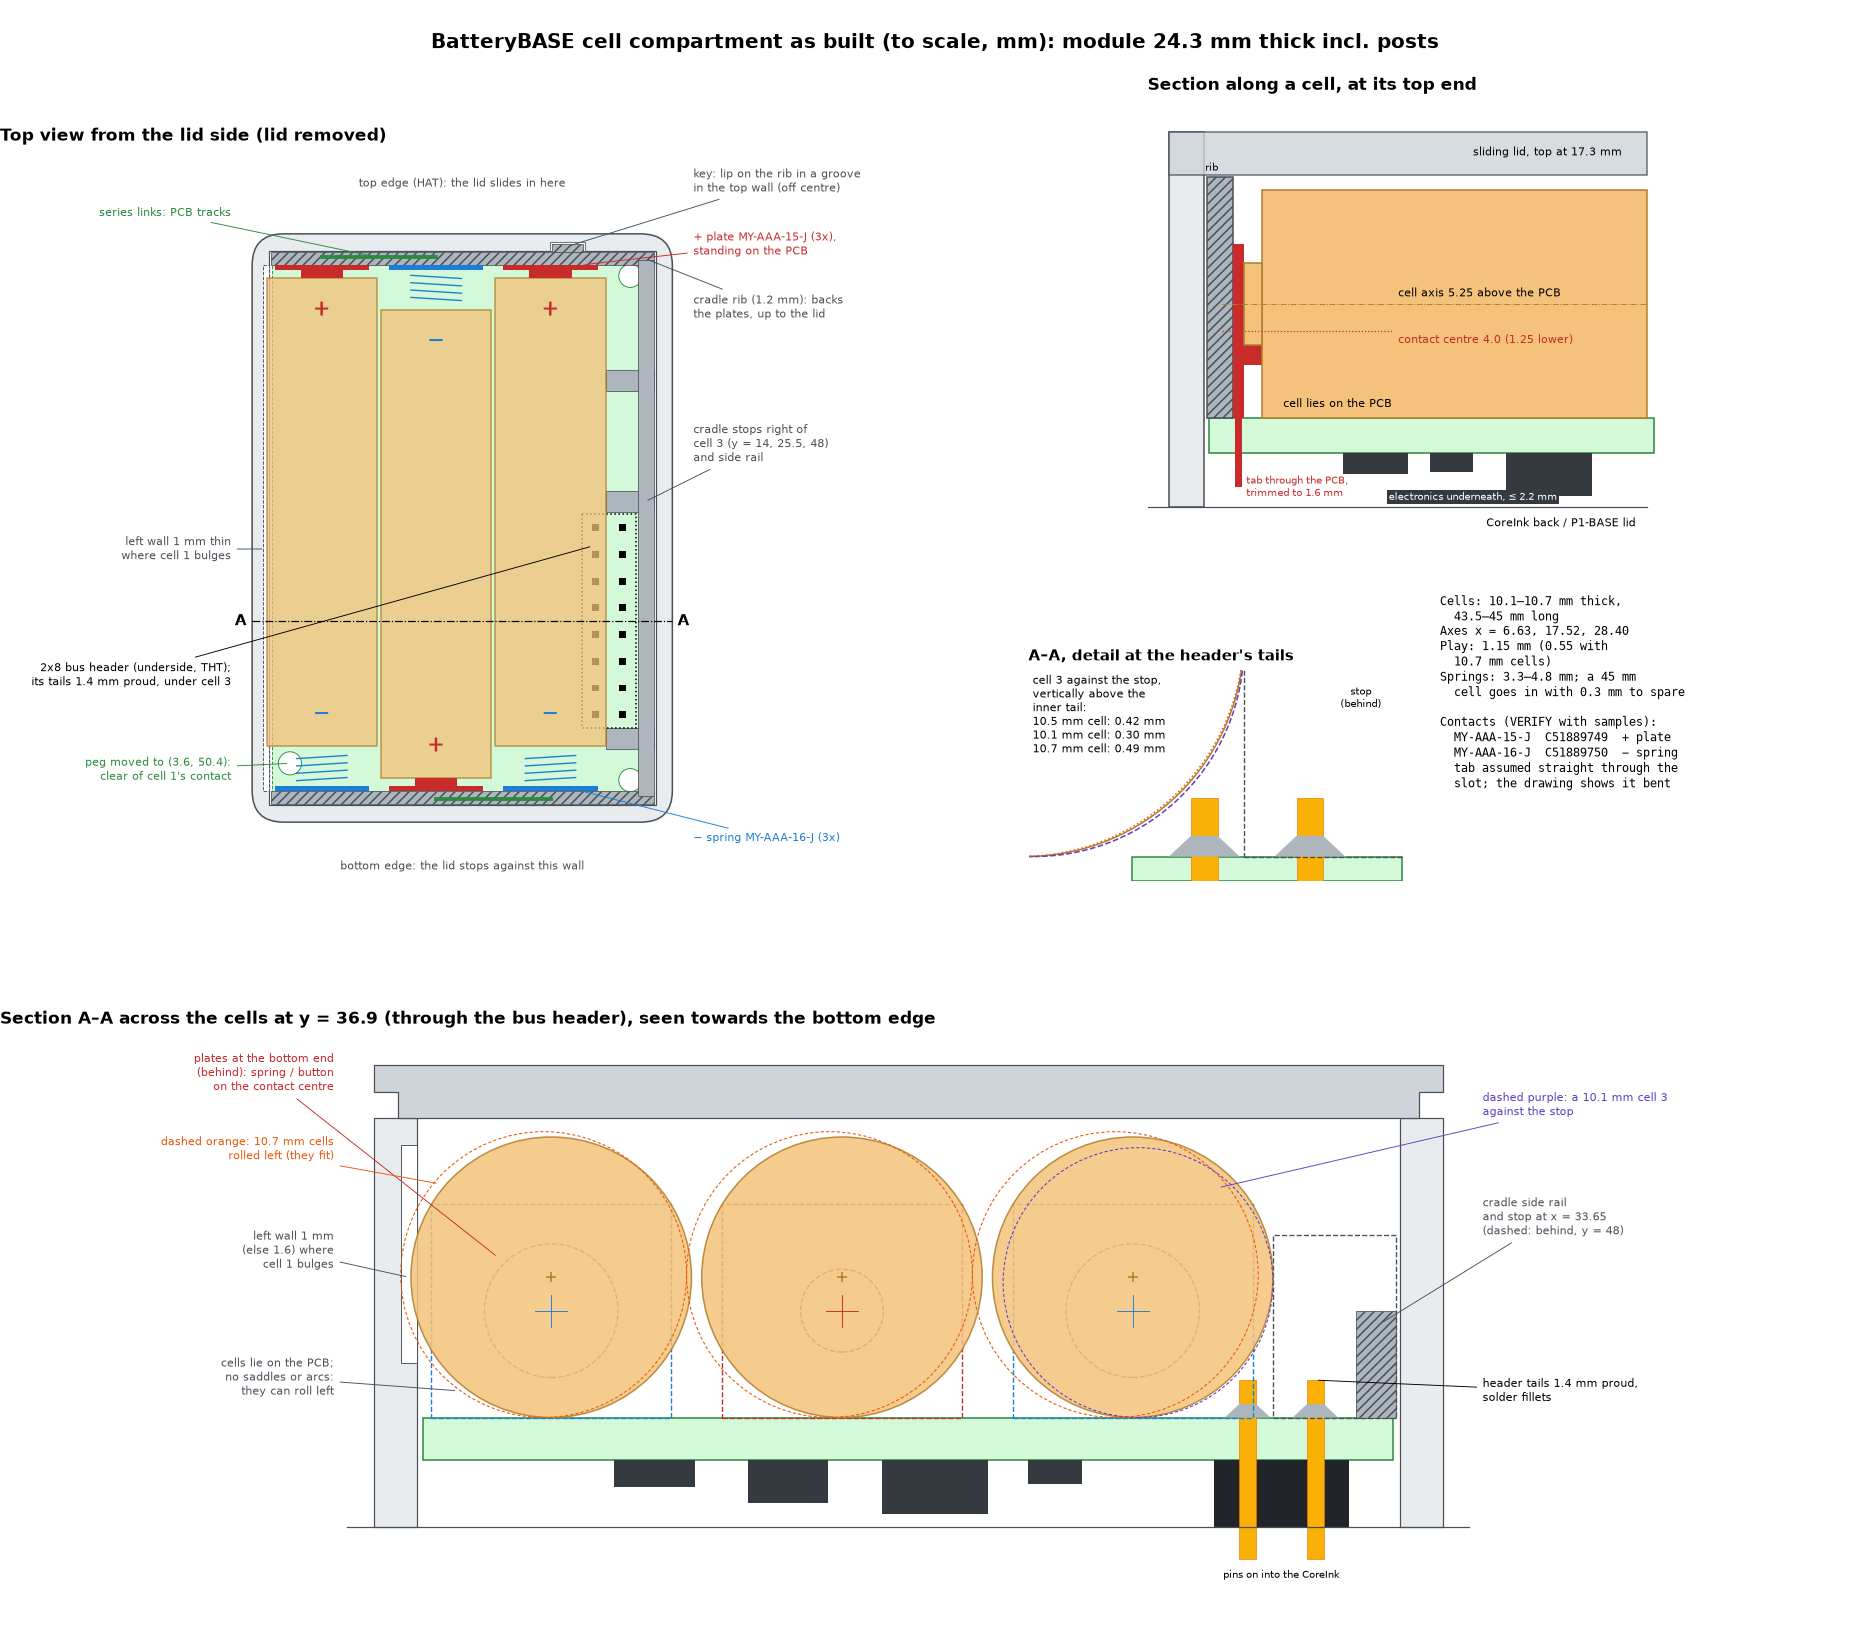 BatteryBASE cell compartment as built (to scale, mm): module 24.3 mm thick incl. posts
Section along a cell, at its top end
Top view from the lid side (lid removed)
top edge (HAT): the lid slides in here
key: lip on the rib in a groove
in the top wall (off centre)
series links: PCB tracks
+ plate MY-AAA-15-J (3x),
standing on the PCB
cradle rib (1.2 mm): backs
the plates, up to the lid
cradle stops right of
cell 3 (y = 14, 25.5, 48)
and side rail
left wall 1 mm thin
where cell 1 bulges
A
A
2x8 bus header (underside, THT);
its tails 1.4 mm proud, under cell 3
peg moved to (3.6, 50.4):
clear of cell 1's contact
− spring MY-AAA-16-J (3x)
bottom edge: the lid stops against this wall
+
−
+
−
+
−
sliding lid, top at 17.3 mm
rib
cell axis 5.25 above the PCB
contact centre 4.0 (1.25 lower)
cell lies on the PCB
tab through the PCB,
trimmed to 1.6 mm
electronics underneath, ≤ 2.2 mm
CoreInk back / P1-BASE lid
A–A, detail at the header's tails
cell 3 against the stop,
vertically above the
inner tail:
10.5 mm cell: 0.42 mm
10.1 mm cell: 0.30 mm
10.7 mm cell: 0.49 mm
stop
(behind)
Cells: 10.1–10.7 mm thick,
43.5–45 mm long
Axes x = 6.63, 17.52, 28.40
Play: 1.15 mm (0.55 with
10.7 mm cells)
Springs: 3.3–4.8 mm; a 45 mm
cell goes in with 0.3 mm to spare
Contacts (VERIFY with samples):
MY-AAA-15-J C51889749 + plate
MY-AAA-16-J C51889750 − spring
tab assumed straight through the
slot; the drawing shows it bent
Section A–A across the cells at y = 36.9 (through the bus header), seen towards the bottom edge
plates at the bottom end
(behind): spring / button
on the contact centre
dashed orange: 10.7 mm cells
rolled left (they fit)
left wall 1 mm
(else 1.6) where
cell 1 bulges
cells lie on the PCB;
no saddles or arcs:
they can roll left
dashed purple: a 10.1 mm cell 3
against the stop
cradle side rail
and stop at x = 33.65
(dashed: behind, y = 48)
header tails 1.4 mm proud,
solder fillets
pins on into the CoreInk